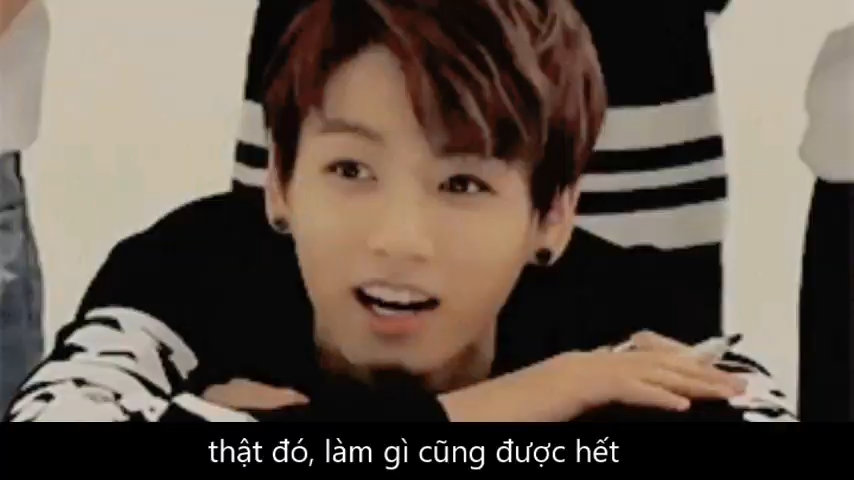 thật đó, làm gì cũng được hết